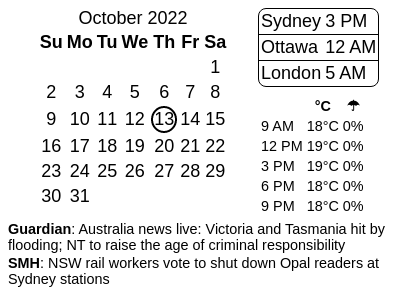 October 2022
Su Mo Tu We Th Fr Sa
1
2 3 4 5 6 7 8
9 10 11 12 13 14 15
16 17 18 19 20 21 22
23 24 25 26 27 28 29
30 31
Sydney 3 PM
Ottawa 12 AM
London 5 AM
°C ☂
9 AM 18°C 0%
12 PM 19°C 0%
3 PM 19°C 0%
6 PM 18°C 0%
9 PM 18°C 0%
Guardian: Australia news live: Victoria and Tasmania hit by
flooding; NT to raise the age of criminal responsibility
SMH: NSW rail workers vote to shut down Opal readers at
Sydney stations